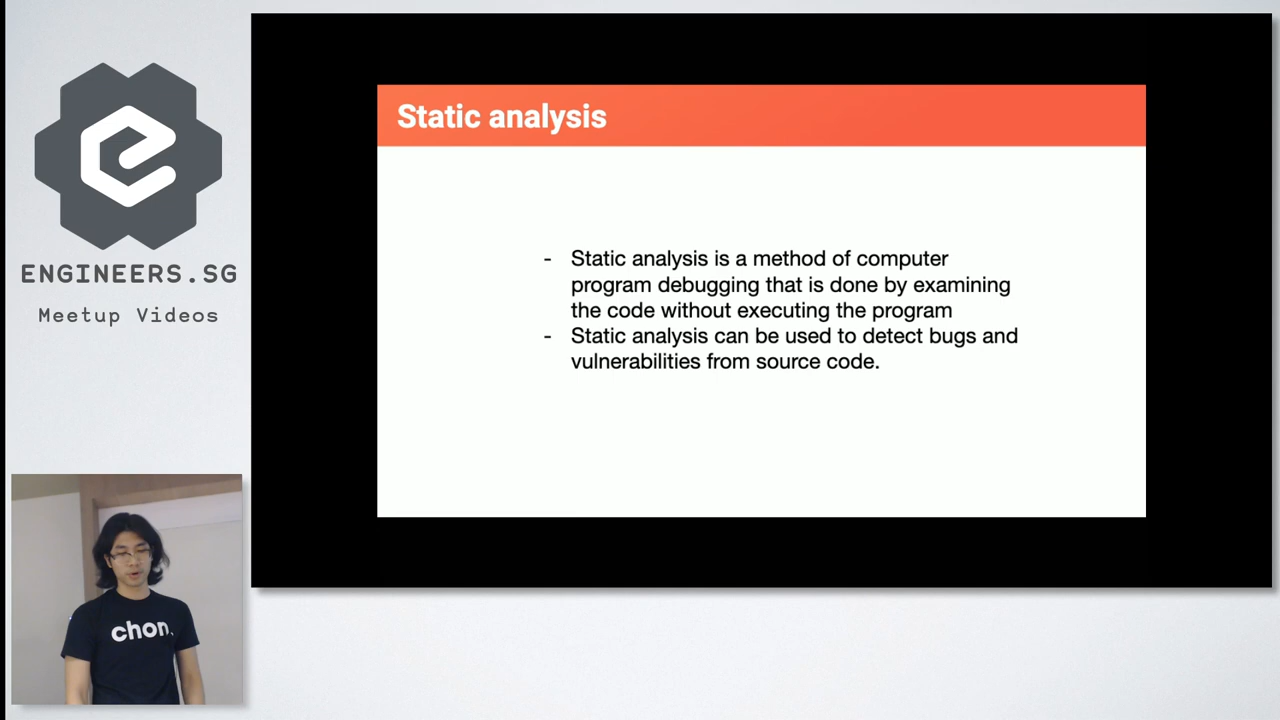 ENGINEERS.SG
Meetup Videos
Static analysis
- Static analysis is a method of computer
program debugging that is done by examining
the code without executing the program
- Static analysis can be used to detect bugs and
vulnerabilities from source code.
chon.